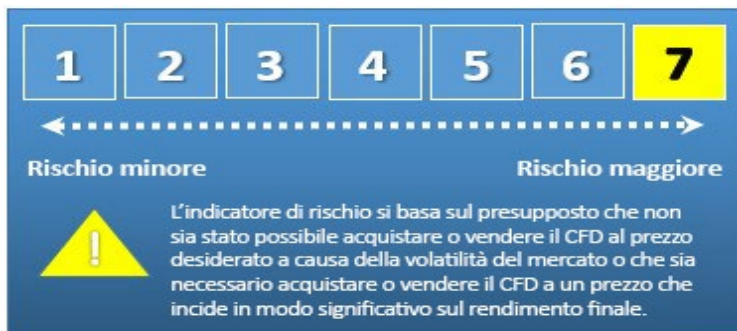 1 2 3 4 5 6 7
Rischio minore Rischio maggiore
!
L'indicatore di rischio si basa sul presupposto che non
sia stato possibile acquistare o vendere il CFD al prezzo
desiderato a causa della volatilità del mercato o che sia
necessario acquistare o vendere il CFD a un prezzo che
incide in modo significativo sul rendimento finale.